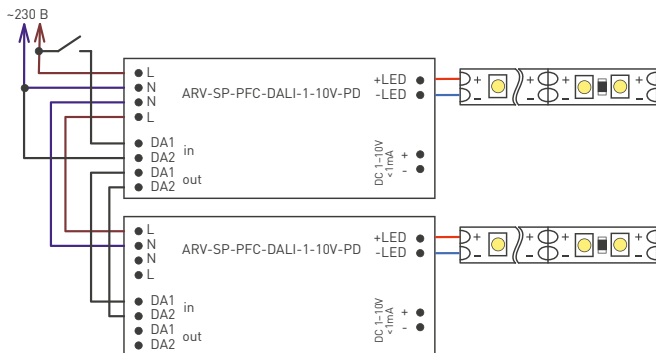 ~230 В
L
N
N
L
DA1
DA2
in
DA1
DA2
out
ARV-SP-PFC-DALI-1-10V-PD
+LED
-LED
DC 1–10V
<1mA
+
-
+
-
+
-
+
-
L
N
N
L
DA1
DA2
in
DA1
DA2
out
ARV-SP-PFC-DALI-1-10V-PD
+LED
-LED
DC 1–10V
<1mA
+
-
+
-
+
-
+
-